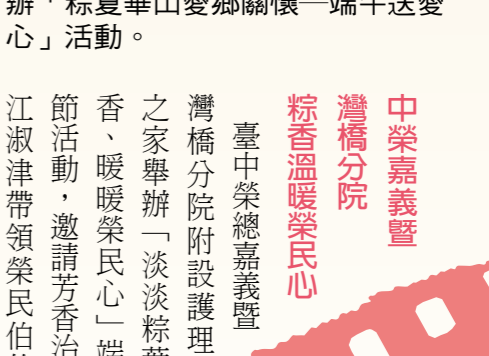 辦「粽夏華山愛鄉關懷─端午送愛
心」活動。
中榮嘉義暨
灣橋分院
粽香溫暖榮民心
臺中榮總嘉義暨
灣橋分院附設護理
之家舉辦「淡淡粽葉
香、暖暖榮民心」端
節活動，邀請芳香治
江淑津帶領榮民伯